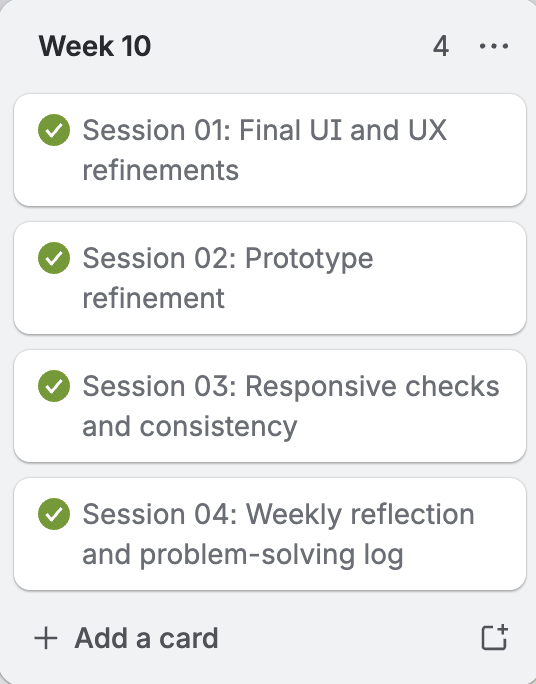 Week 10
4
Session 01: Final UI and UX
refinements
Session 02: Prototype
refinement
Session 03: Responsive checks
and consistency
Session 04: Weekly reflection
and problem-solving log
Add a card